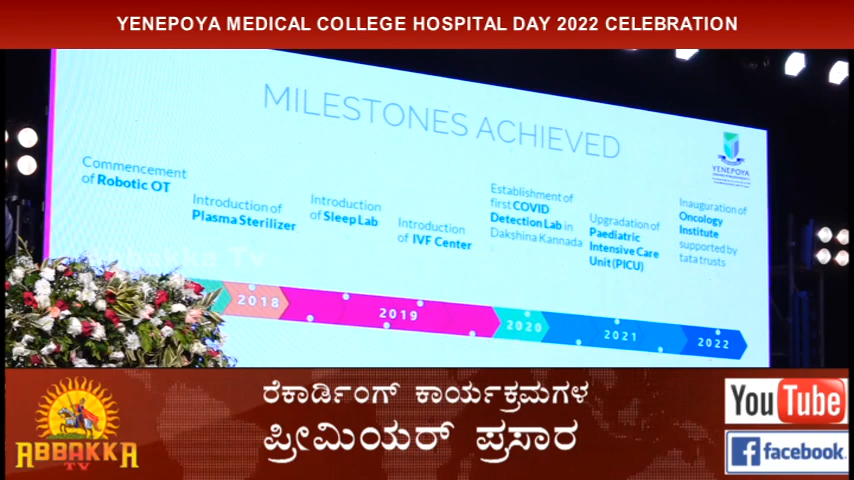 YENEPOYA MEDICAL COLLEGE HOSPITAL DAY 2022 CELEBRATION
MILESTONES ACHIEVED
YENEPOYA
Commencement
of Robotic OT
Introduction of
Plasma Sterilizer
Introduction
of Sleep Lab
Introduction
of IVF Center
Establishment of
first COVID
Detection Lab in
Dakshina Kannada
Upgradation of
Paediatric
Intensive Care
Unit (PICU)
Inauguration of
Oncology
Institute
supported by
tata trusts
Abbakka Tv
2018
2019
2020
2021
2022
ABBAKKA
TV
ರೆಕಾರ್ಡಿಂಗ್ ಕಾರ್ಯಕ್ರಮಗಳ
ಪ್ರೀಮಿಯರ್ ಪ್ರಸಾರ
YouTube
facebook